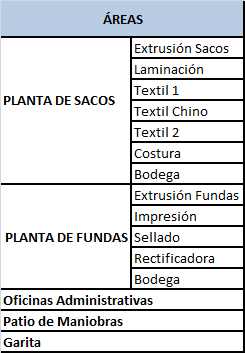 ÁREAS
PLANTA DE SACOS
Extrusión Sacos
Laminación
Textil 1
Textil Chino
Textil 2
Costura
Bodega
PLANTA DE FUNDAS
Extrusión Fundas
Impresión
Sellado
Rectificadora
Bodega
Oficinas Administrativas
Patio de Maniobras
Garita